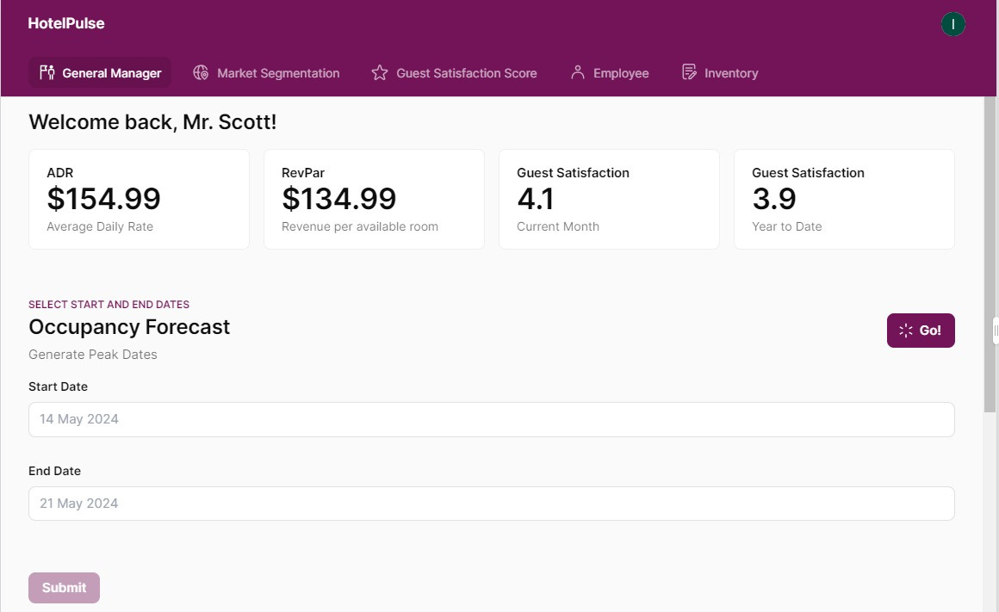 HotelPulse
I
General Manager
Market Segmentation
Guest Satisfaction Score
Employee
Inventory
Welcome back, Mr. Scott!
ADR
$154.99
Average Daily Rate
RevPar
$134.99
Revenue per available room
Guest Satisfaction
4.1
Current Month
Guest Satisfaction
3.9
Year to Date
SELECT START AND END DATES
Occupancy Forecast
Generate Peak Dates
Go!
Start Date
14 May 2024
End Date
21 May 2024
Submit